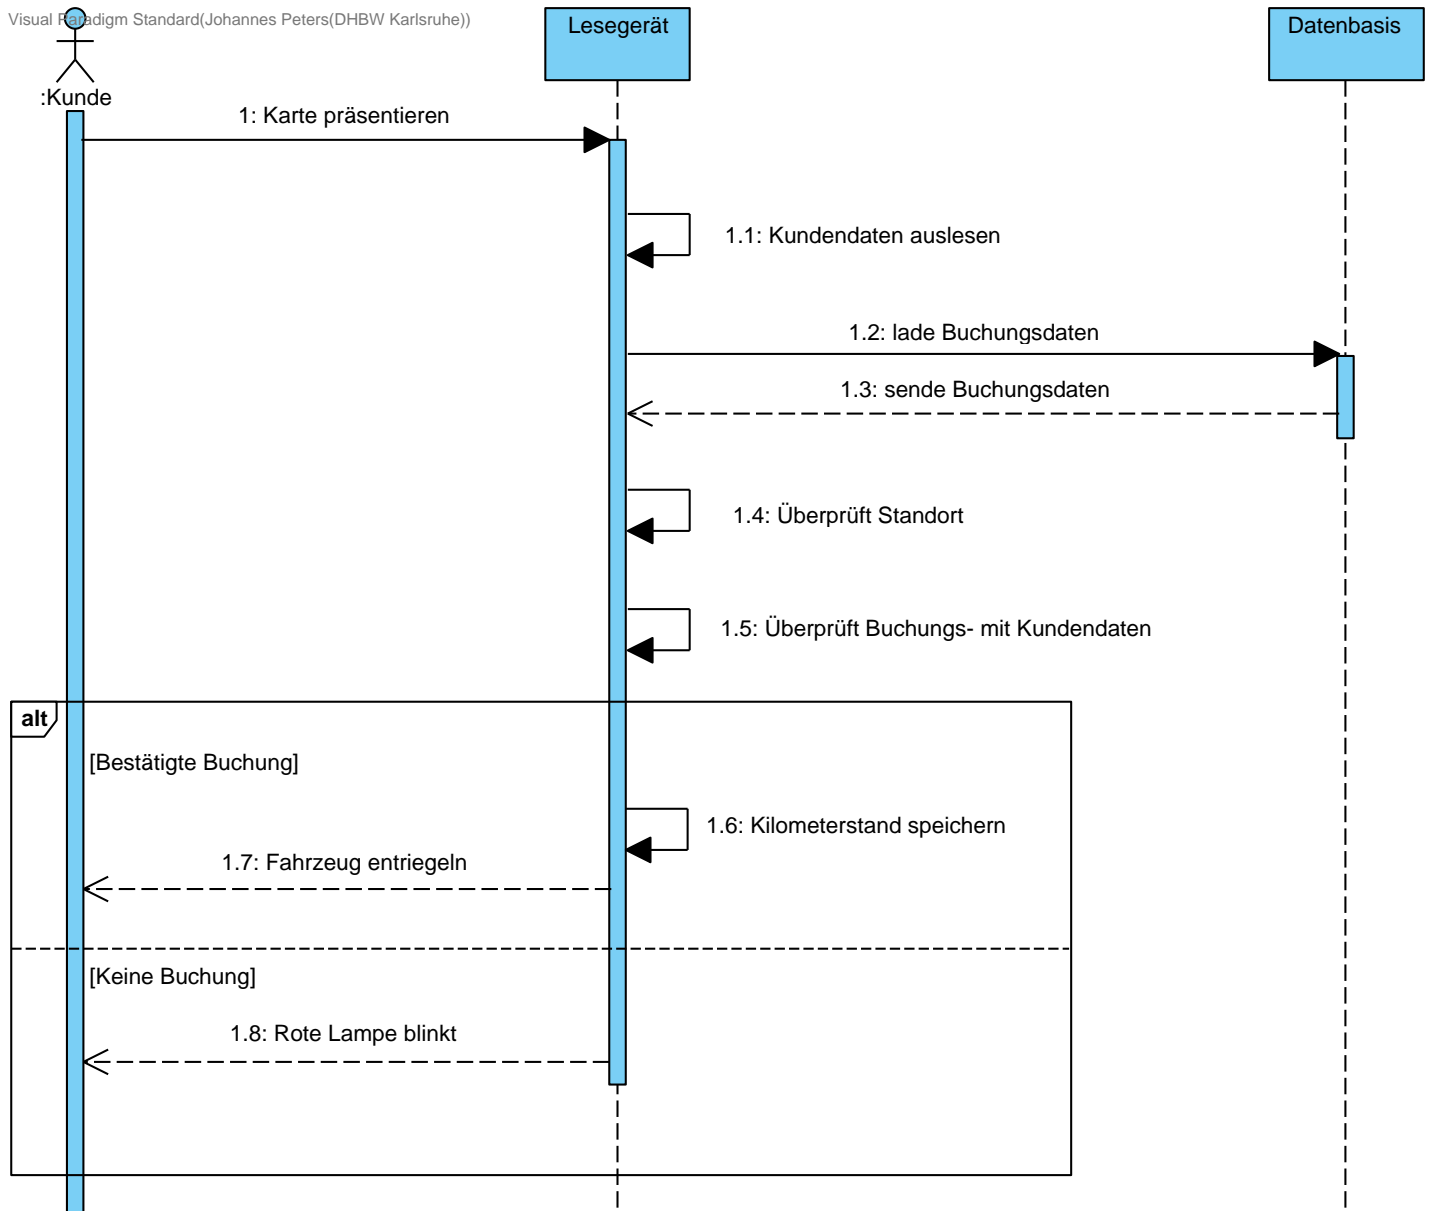 Visual Paradigm Standard(Johannes Peters(DHBW Karlsruhe))
Lesegerät
Datenbasis
:Kunde
1: Karte präsentieren
1.1: Kundendaten auslesen
1.2: lade Buchungsdaten
1.3: sende Buchungsdaten
1.4: Überprüft Standort
1.5: Überprüft Buchungs- mit Kundendaten
alt
[Bestätigte Buchung]
1.6: Kilometerstand speichern
1.7: Fahrzeug entriegeln
[Keine Buchung]
1.8: Rote Lampe blinkt